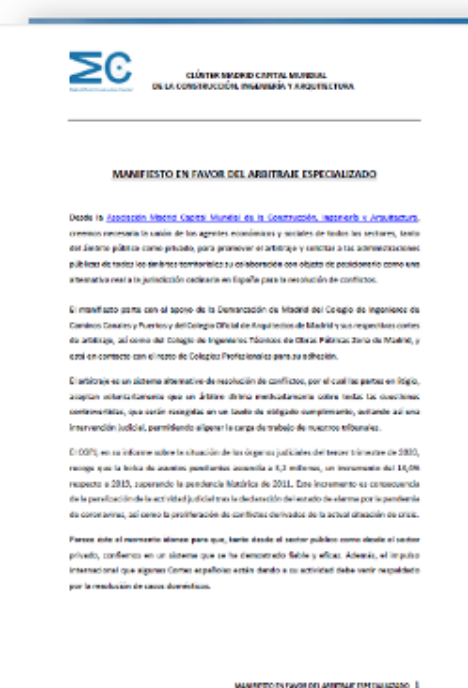 MC
CLÚSTER MADRID CAPITAL MUNDIAL
DE LA CONSTRUCCIÓN, INGENIERÍA Y ARQUITECTURA
MANIFIESTO EN FAVOR DEL ARBITRAJE ESPECIALIZADO
Desde la Asociación Madrid Capital Mundial de la Construcción, Ingeniería y Arquitectura,
creemos necesaria la unión de los agentes económicos y sociales de todos los sectores, tanto
del ámbito público como privado, para promover el arbitraje y solicitar a las administraciones
públicas de todos los ámbitos territoriales su colaboración con objeto de posicionarlo como una
alternativa real a la jurisdicción ordinaria en España para la resolución de conflictos.
El manifiesto parte con el apoyo de la Demarcación de Madrid del Colegio de Ingenieros de
Caminos Canales y Puertos y del Colegio Oficial de Arquitectos de Madrid y sus respectivas cortes
de arbitraje, así como del Colegio de Ingenieros Técnicos de Obras Públicas Zona de Madrid, y
está en contacto con el resto de Colegios Profesionales para su adhesión.
El arbitraje es un sistema alternativo de resolución de conflictos, por el cual las partes en litigio,
aceptan voluntariamente que un árbitro dirima motivadamente sobre todas las cuestiones
controvertidas, que serán recogidas en un laudo de obligado cumplimiento, evitando así una
intervención judicial, permitiendo aligerar la carga de trabajo de nuestros tribunales.
El CGPJ, en su informe sobre la situación de los órganos judiciales del tercer trimestre de 2020,
recoge que la bolsa de asuntos pendientes ascendía a 3,2 millones, un incremento del
respecto a 2019, superando la pendencia histórica de 2011. Este incremento es consecuencia
de la paralización de la actividad judicial tras la declaración del estado de alarma por la pandemia
de coronavirus, así como la proliferación de conflictos derivados de la actual situación de crisis.
Parece este el momento idóneo para que, tanto desde el sector público como desde el sector
privado, confiemos en un sistema que se ha demostrado fiable y eficaz. Además, el impulso
internacional que algunas Cortes españolas están dando a su actividad debe venir respaldado
por la resolución de casos domésticos.
MANIFIESTO EN FAVOR DEL ARBITRAJE ESPECIALIZADO